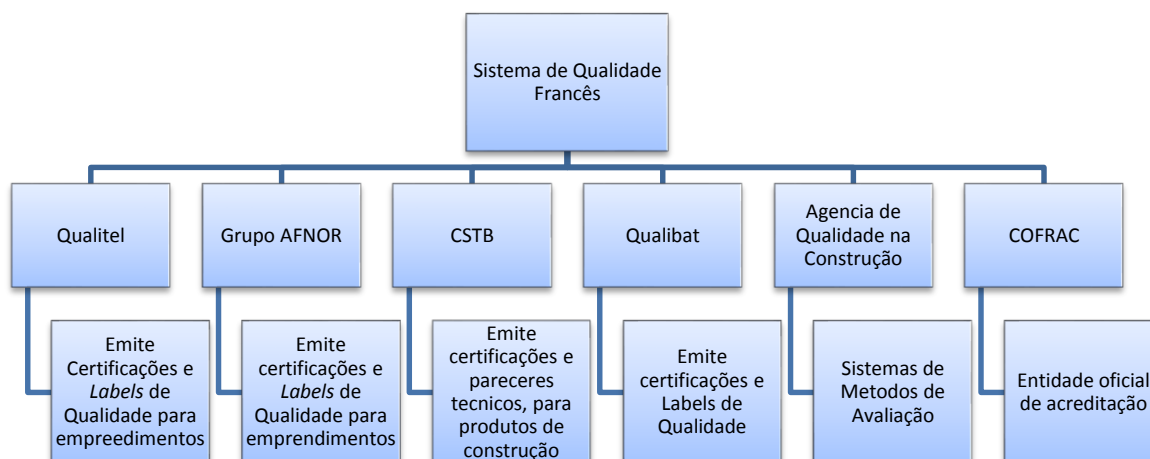 Sistema de Qualidade
Francês
Qualitel
Grupo AFNOR
CSTB
Qualibat
Agencia de
Qualidade na
Construção
COFRAC
Emite
Certificações e
Labels de
Qualidade para
empreedimentos
Emite
certificações e
Labels de
Qualidade para
emprendimentos
Emite
certificações e
pareceres
tecnicos, para
produtos de
construção
Emite
certificações e
Labels de
Qualidade
Sistemas de
Metodos de
Avaliação
Entidade oficial
de acreditação